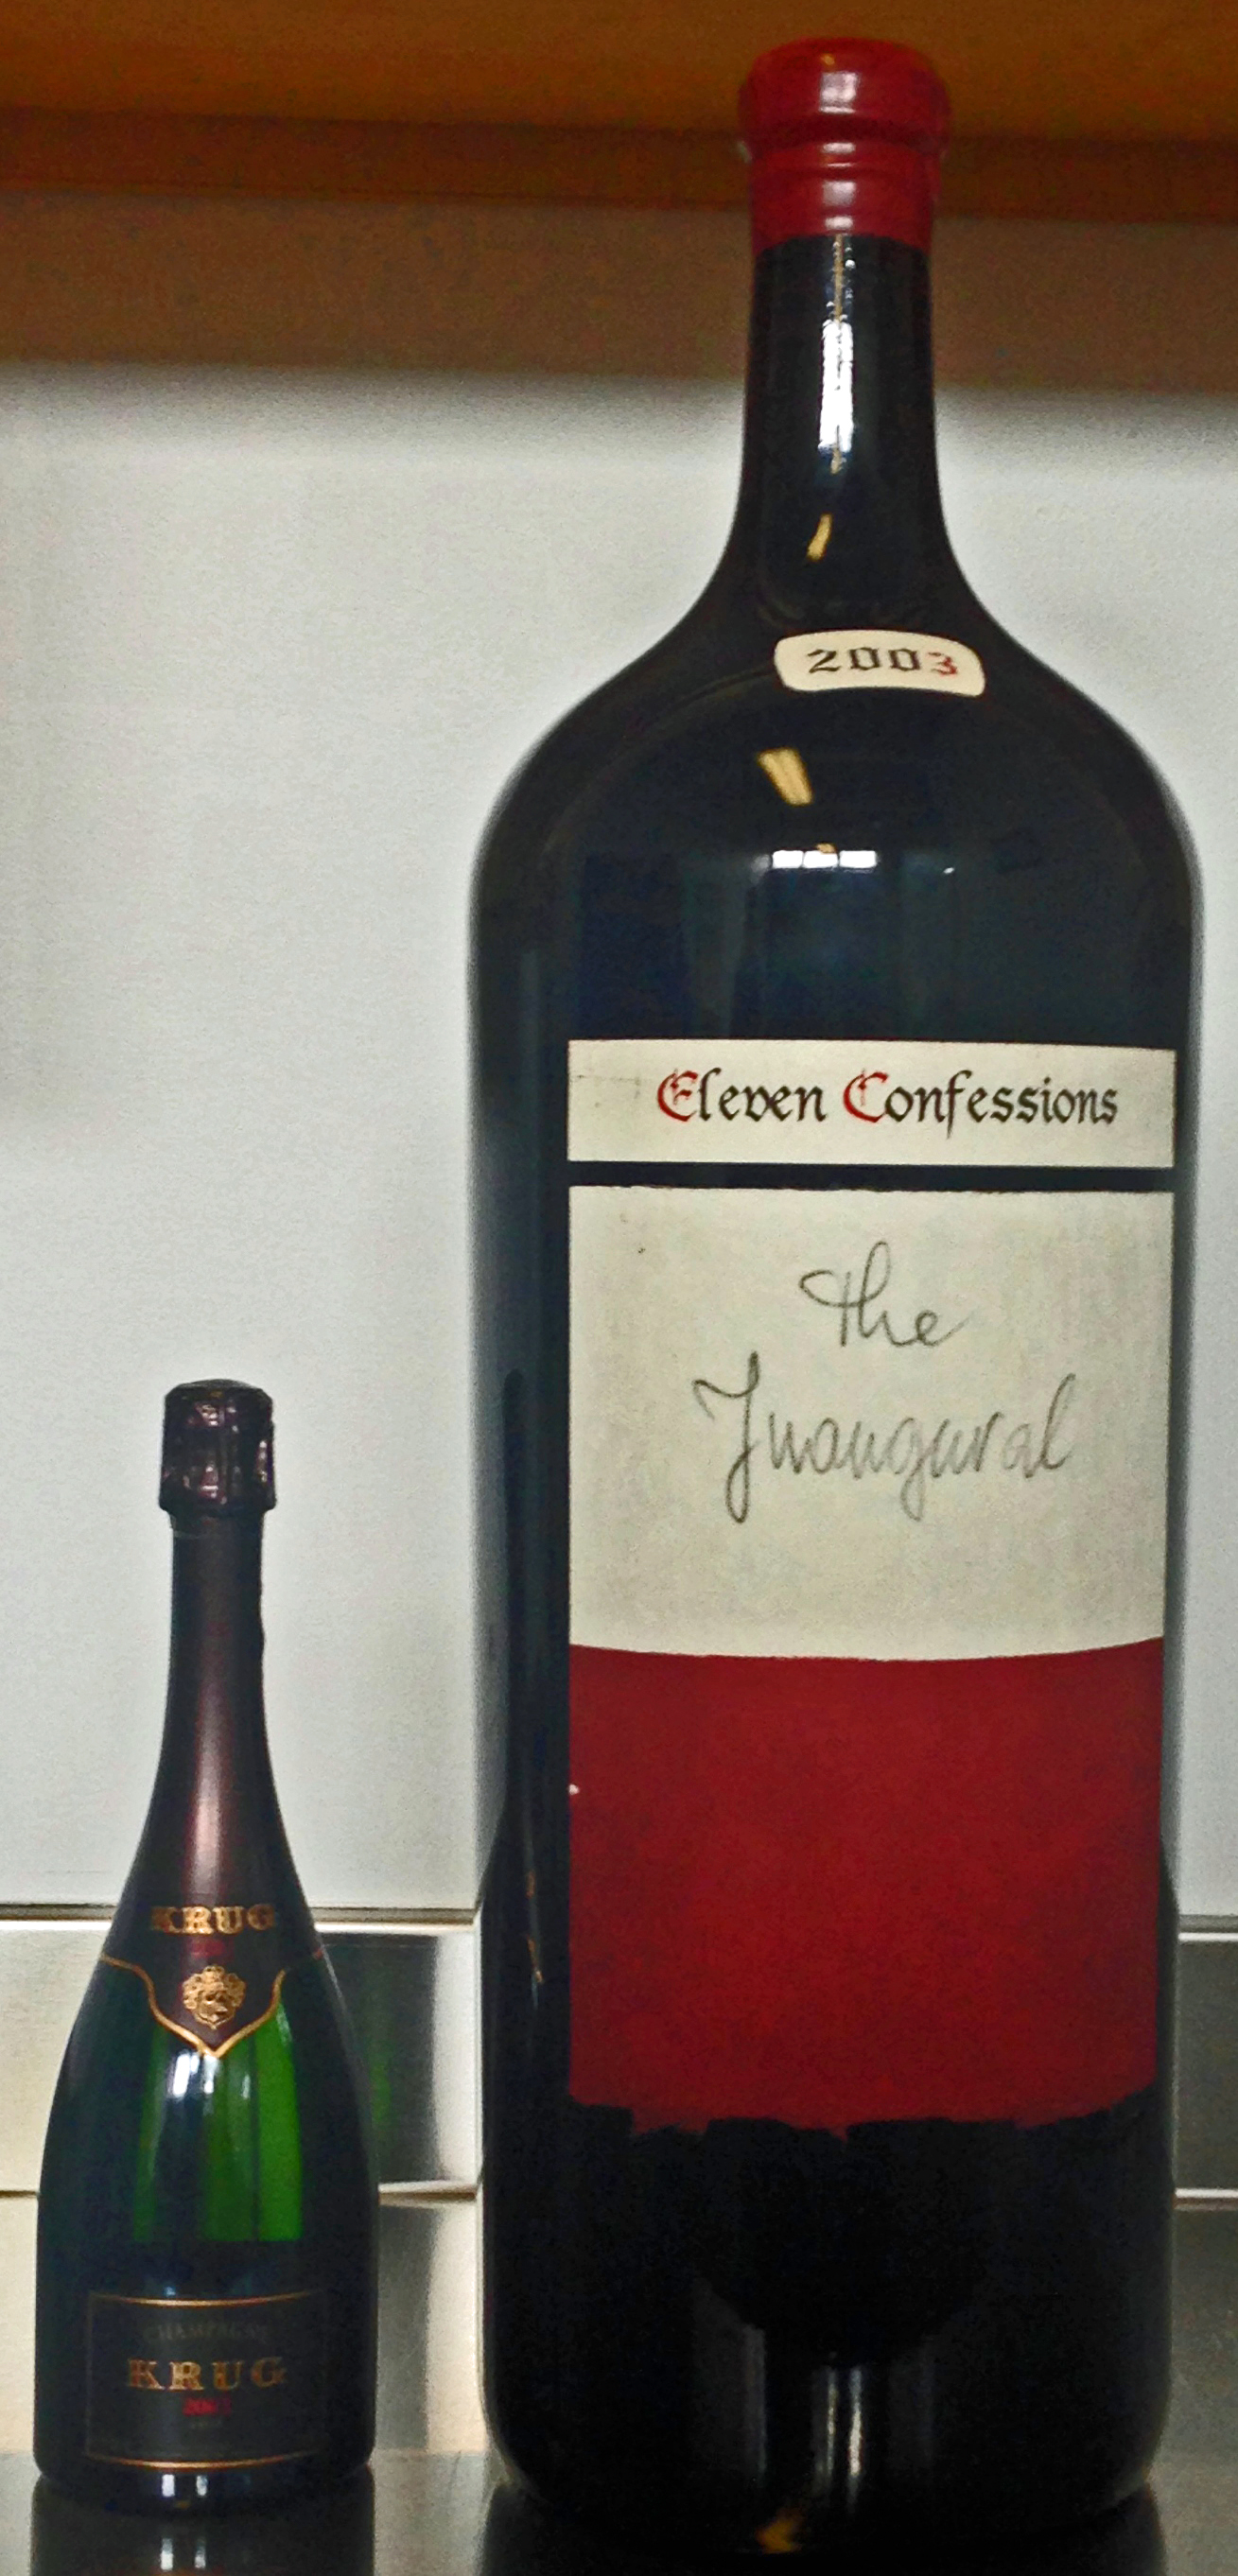 2003
Eleven Confessions
The
Inaugural
KRUG
CHAMPAGNE
KRUG